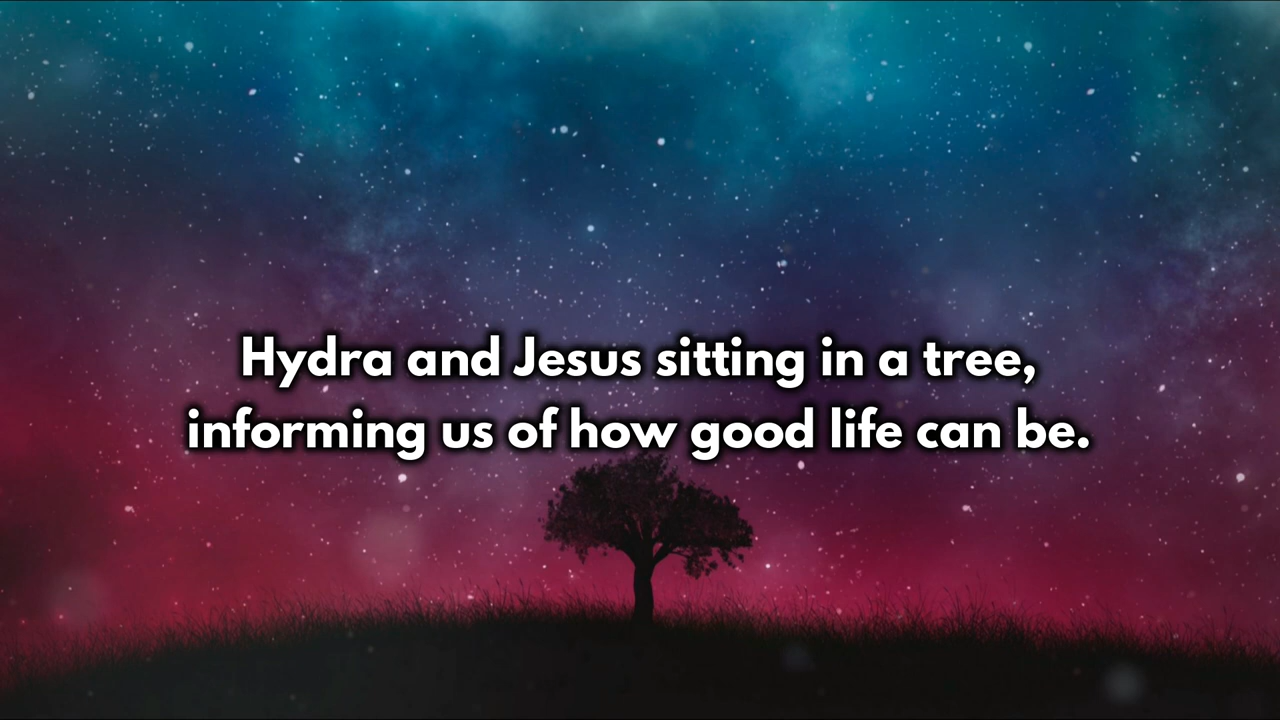 Hydra and Jesus sitting in a tree,
informing us of how good life can be.